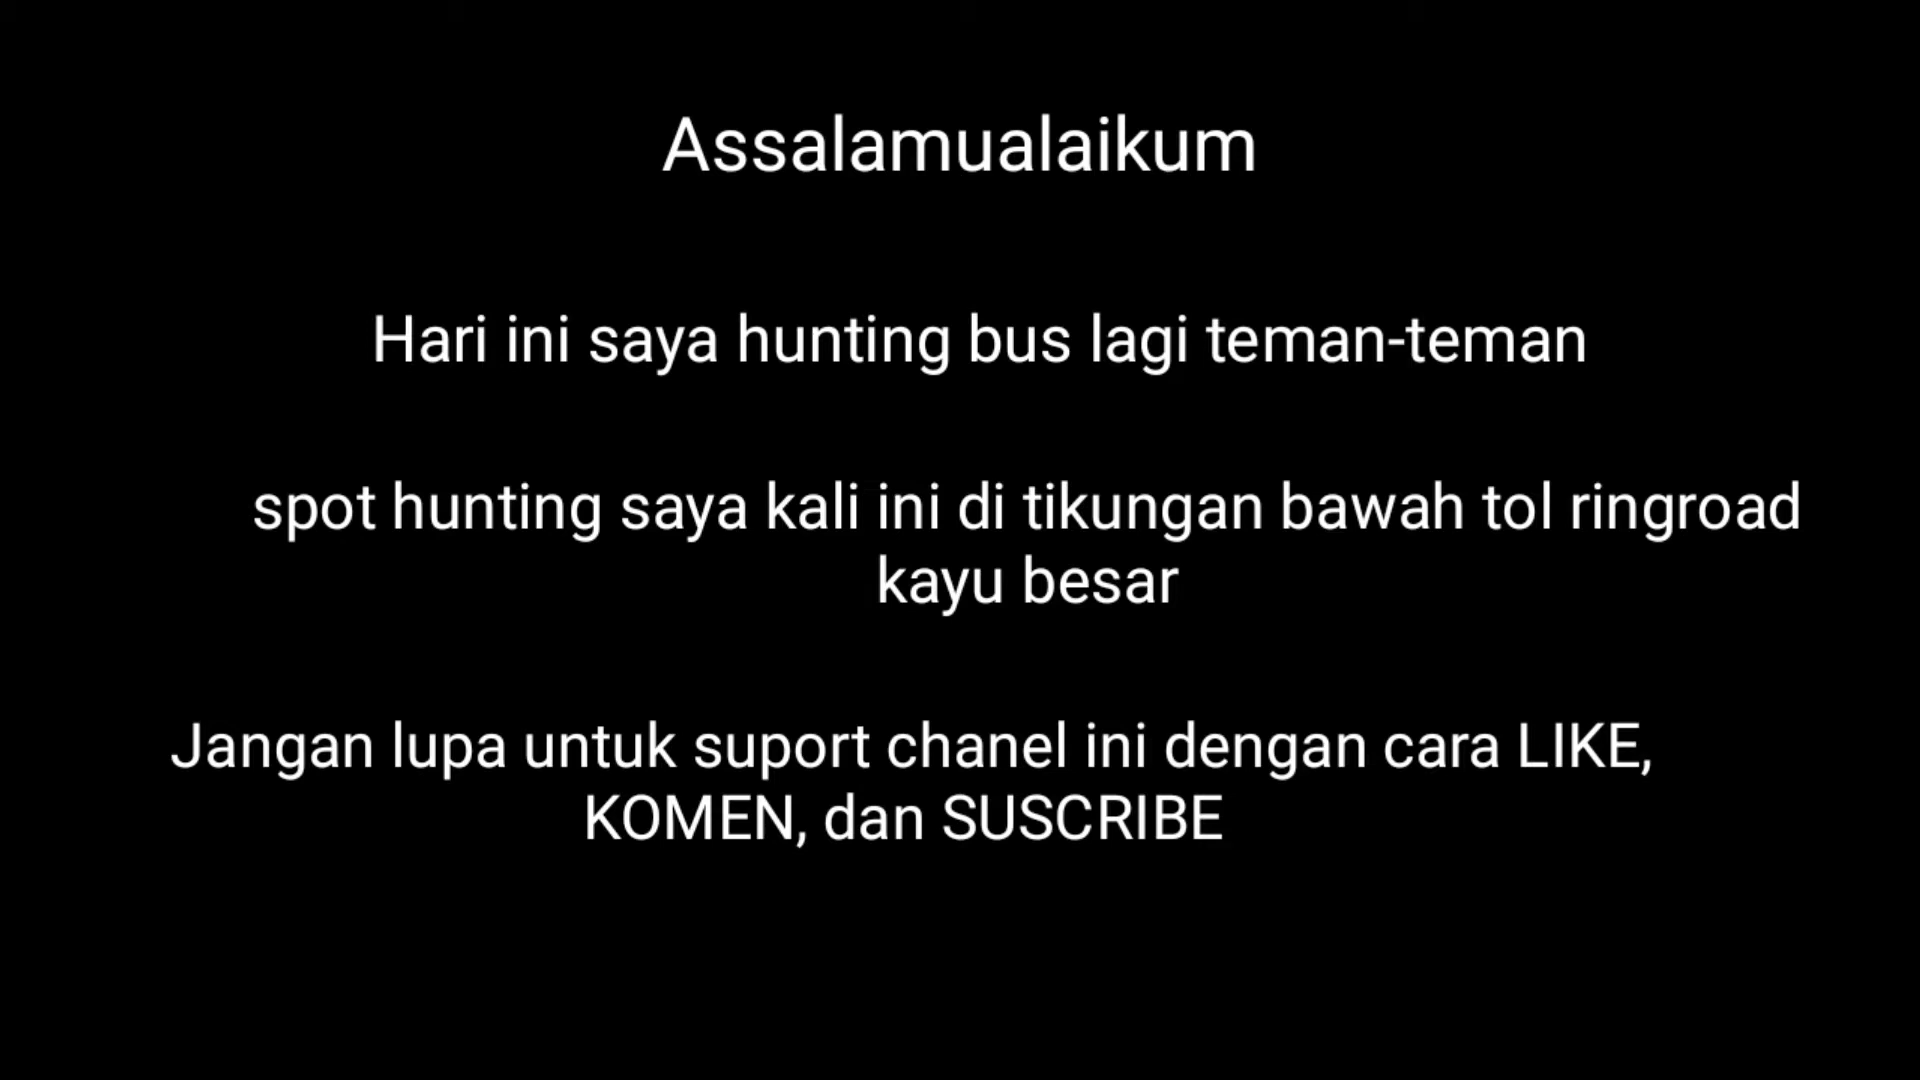 Assalamualaikum
Hari ini saya hunting bus lagi teman-teman
spot hunting saya kali ini di tikungan bawah tol ringroad
kayu besar
Jangan lupa untuk suport chanel ini dengan cara LIKE,
KOMEN, dan SUSCRIBE